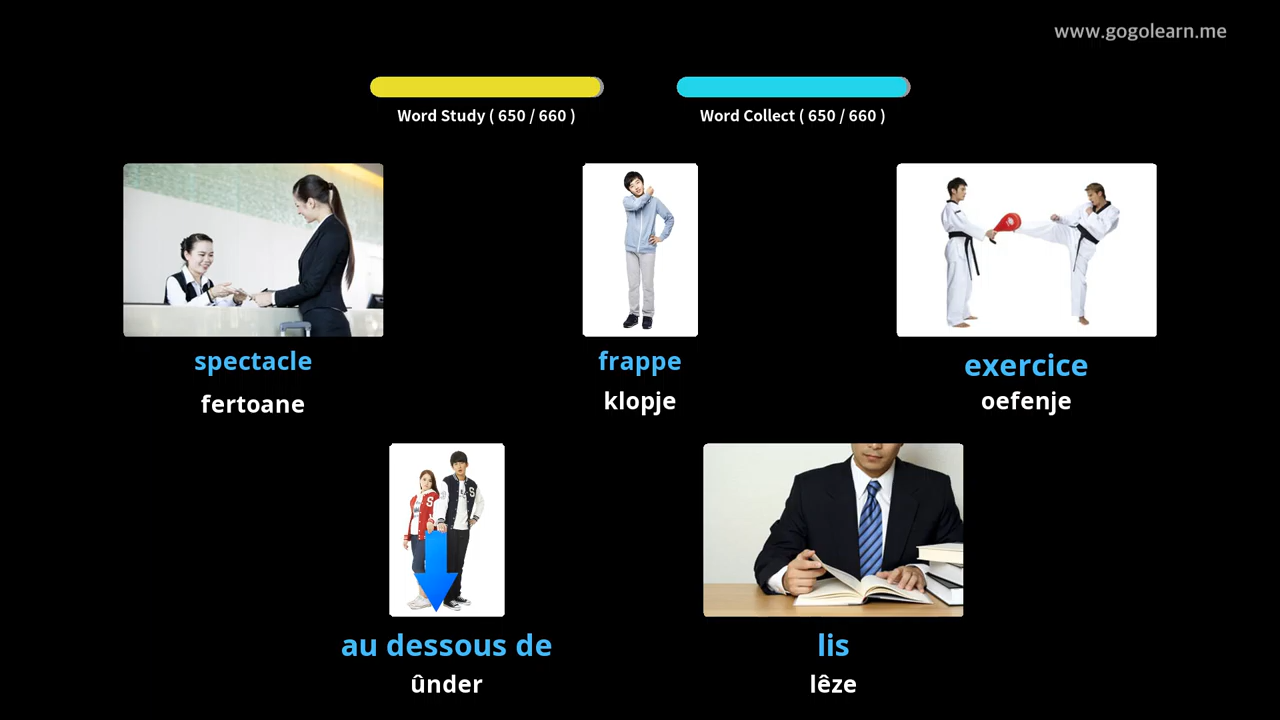 www.gogolearn.me
Word Study ( 650 / 660 )
Word Collect ( 650 / 660 )
spectacle
fertoane
frappe
klopje
exercice
oefenje
S
S
au dessous de
ûnder
lis
lêze